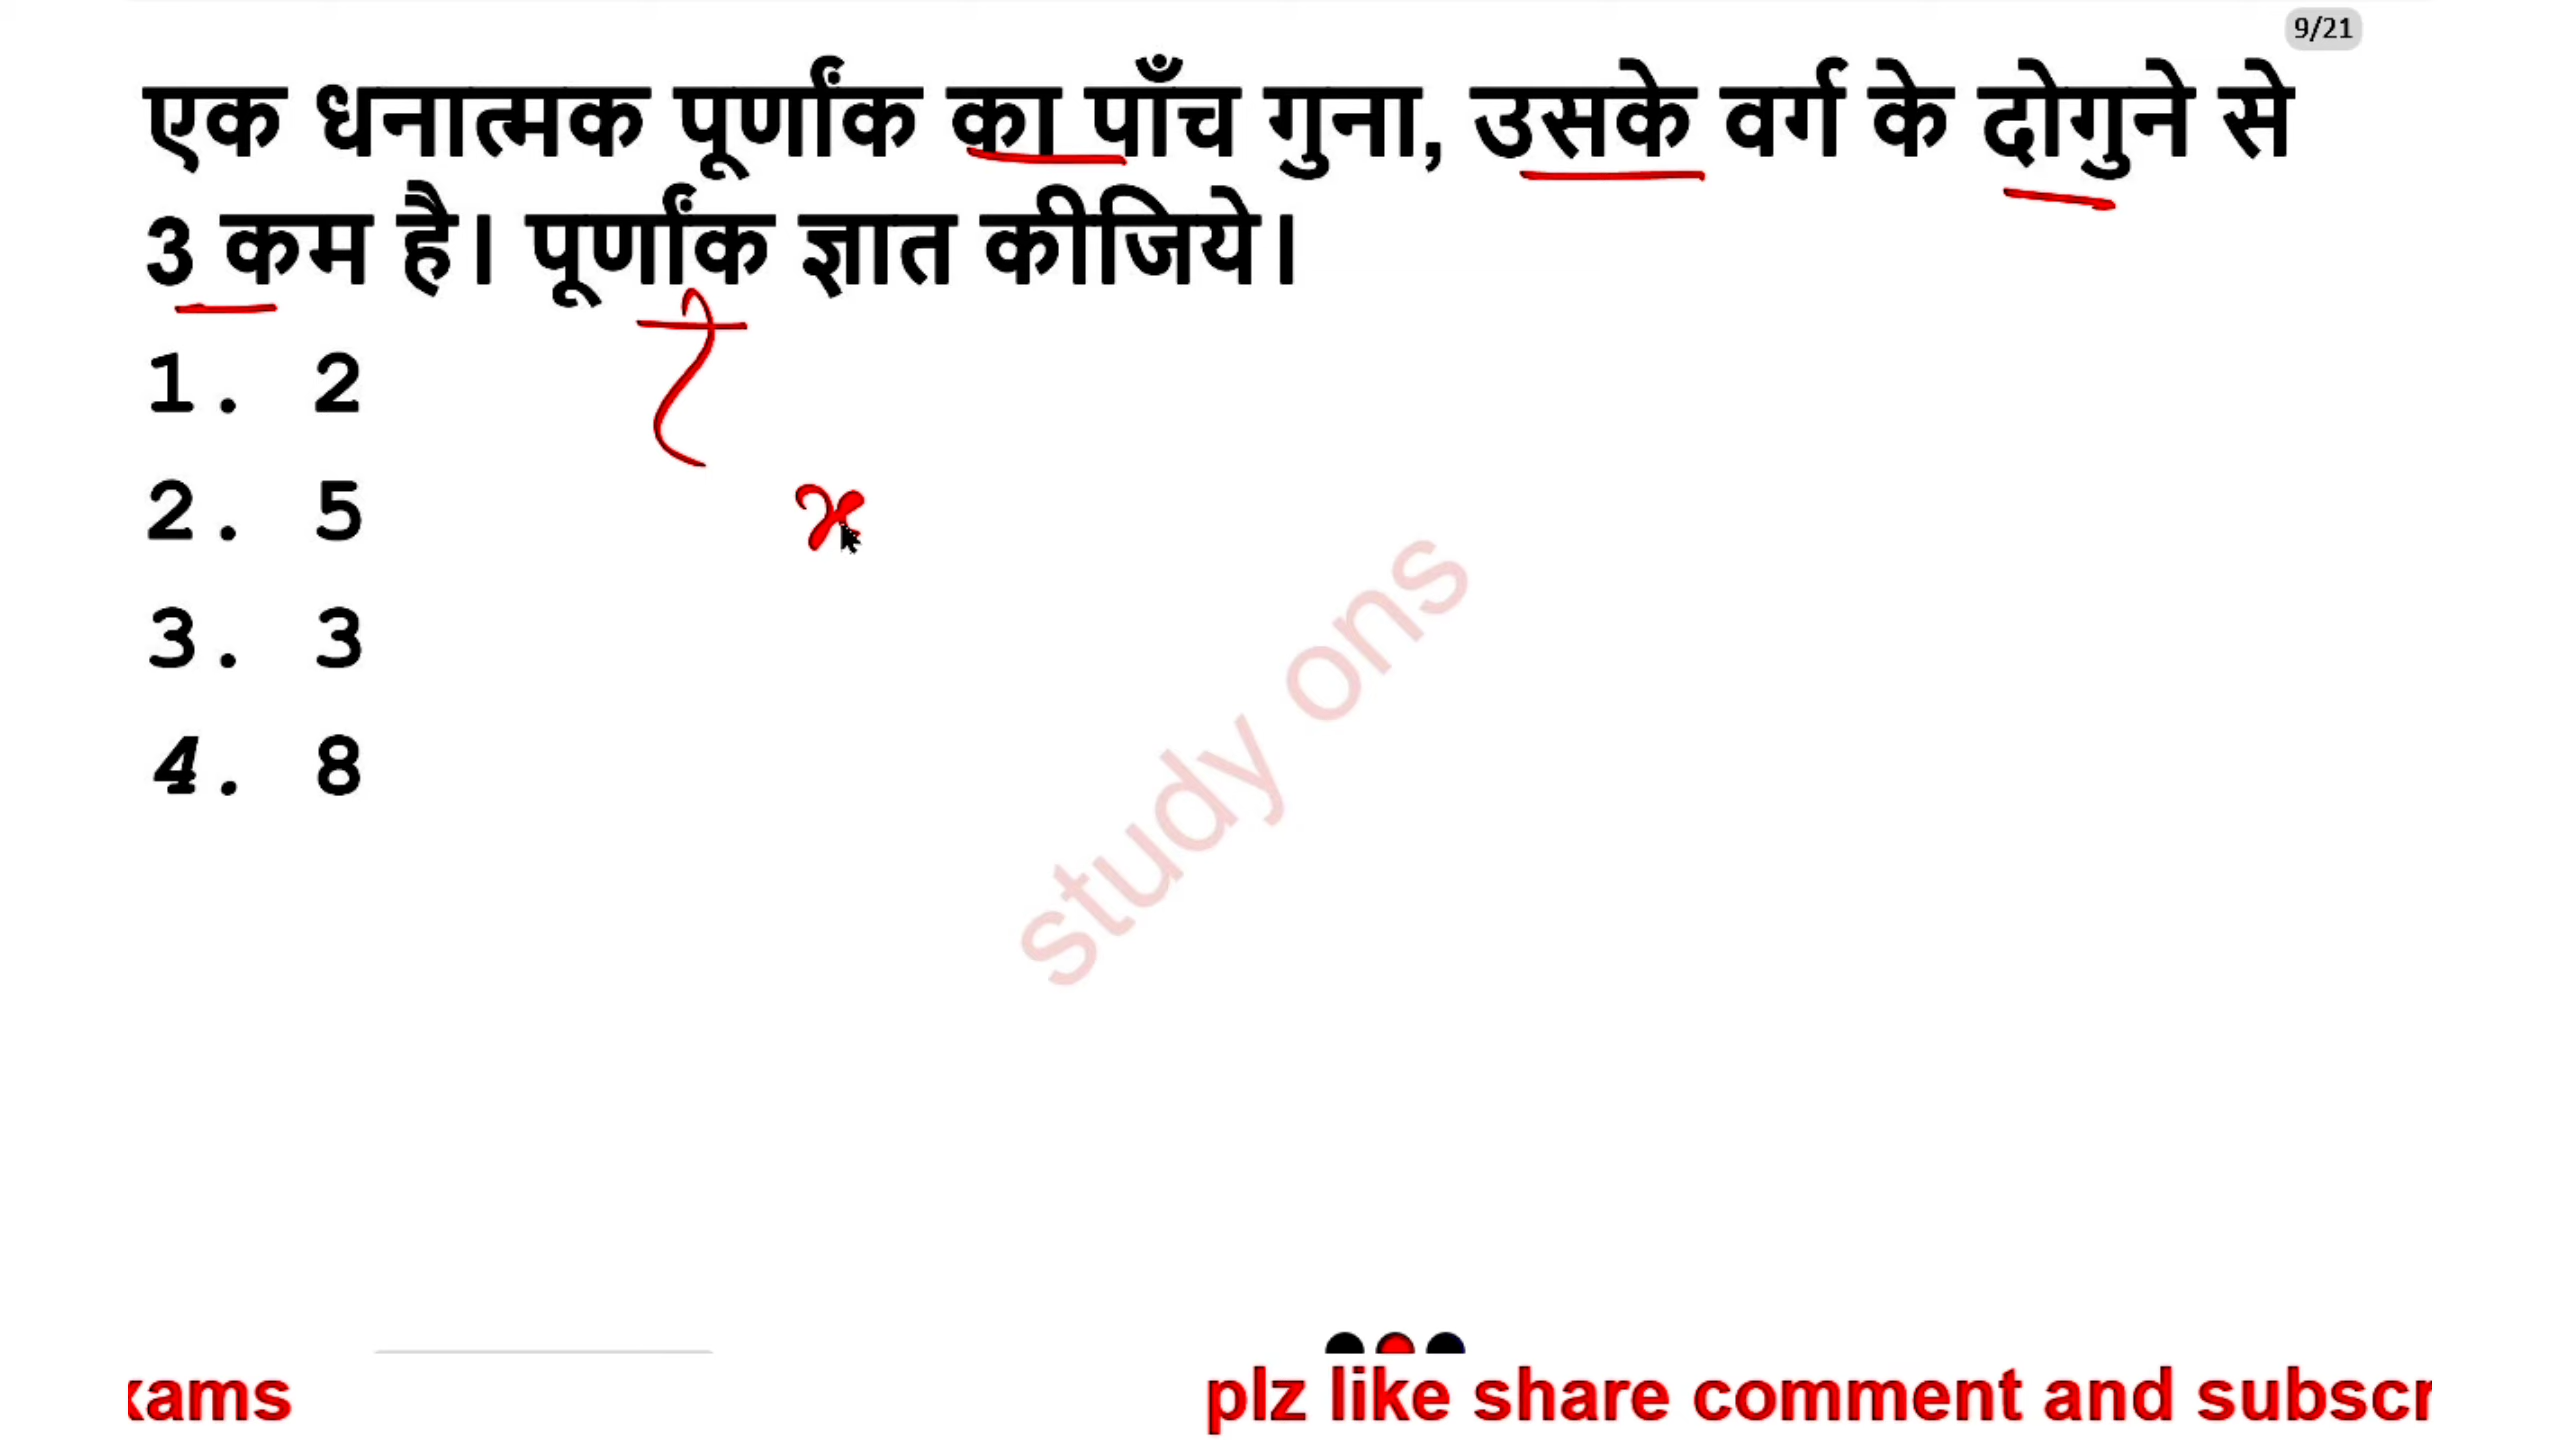 9/21
एक धनात्मक पूर्णांक का पाँच गुना, उसके वर्ग के दोगुने से
3 कम है। पूर्णांक ज्ञात कीजिये।
1. 2
2. 5
x
3. 3
4. 8
study ons
xams plz like share comment and subscr